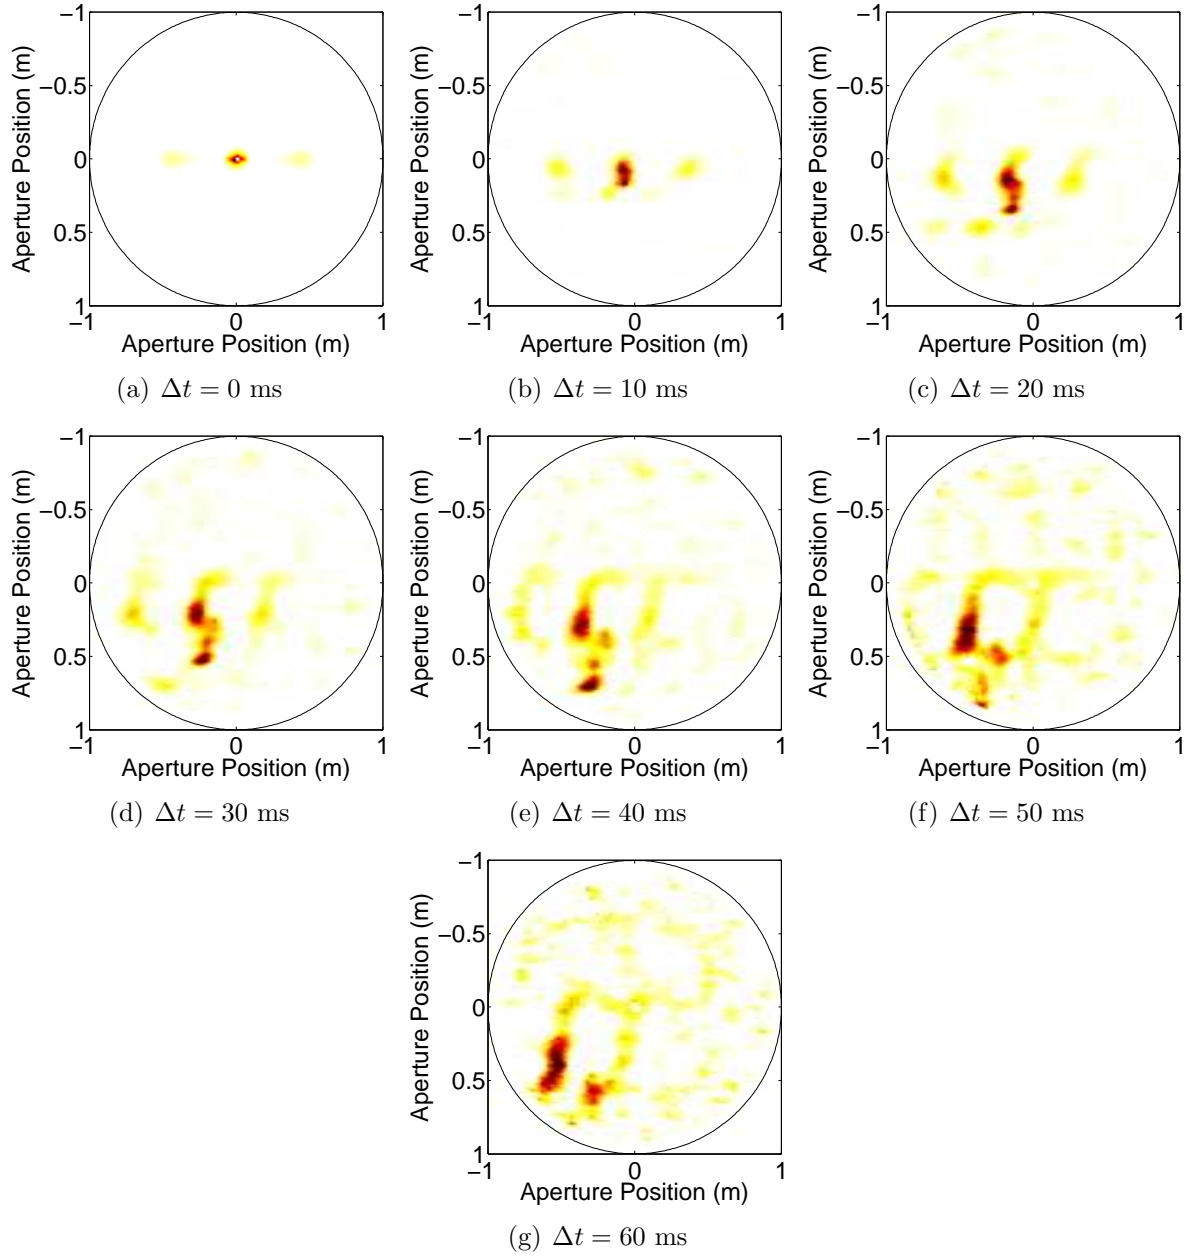 −1 −1 −1
−0.5 −0.5 −0.5
0 0 0
0.5 0.5 0.5
1 1 1
Aperture Position (m) Aperture Position (m) Aperture Position (m)
−1 0 1 −1 0 1 −1 0 1
Aperture Position (m) Aperture Position (m) Aperture Position (m)
(a) Δt = 0 ms (b) Δt = 10 ms (c) Δt = 20 ms
−1 −1 −1
−0.5 −0.5 −0.5
0 0 0
0.5 0.5 0.5
1 1 1
Aperture Position (m) Aperture Position (m) Aperture Position (m)
−1 0 1 −1 0 1 −1 0 1
Aperture Position (m) Aperture Position (m) Aperture Position (m)
(d) Δt = 30 ms (e) Δt = 40 ms (f) Δt = 50 ms
−1
−0.5
0
0.5
1
Aperture Position (m)
−1 0 1
Aperture Position (m)
(g) Δt = 60 ms